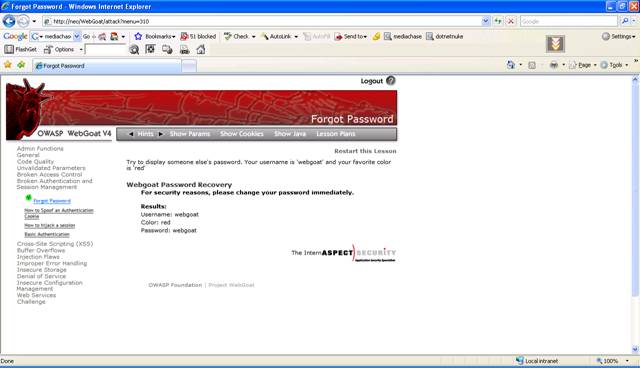 Forgot Password - Windows Internet Explorer
http://nec/WebGoat/attack?menu=310
Google
Google mediachase Go Bookmarks 51 blocked Check AutoLink AutoFill Send to mediachase dotnetnuke Settings
FlashGet Options
Forgot Password Page Tools
Logout ?
Forgot Password
OWASP WebGoat V4 Hints Show Params Show Cookies Show Java Lesson Plans
Restart this Lesson
Admin Functions
General
Code Quality
Unvalidated Parameters
Broken Access Control
Broken Authentication and
Session Management
Forgot Password
How to Spoof an Authentication
Cookie
How to hijack a session
Basic Authentication
Cross-Site Scripting (XSS)
Buffer Overflows
Injection Flaws
Improper Error Handling
Insecure Storage
Denial of Service
Insecure Configuration
Management
Web Services
Challenge
Try to display someone else's password. Your username is 'webgoat' and your favorite color
is 'red'
Webgoat Password Recovery
For security reasons, please change your password immediately.
Results:
Username: webgoat
Color: red
Password: webgoat
The InternASPECT SECURITY
Application Security Specialists
OWASP Foundation | Project WebGoat
Done Local intranet 100%